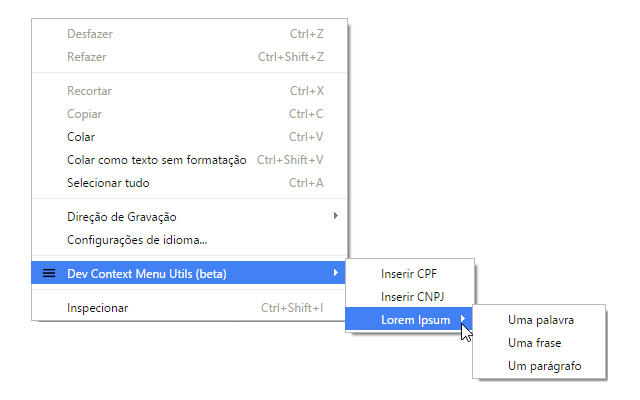 Desfazer Ctrl+Z
Refazer Ctrl+Shift+Z
Recortar Ctrl+X
Copiar Ctrl+C
Colar Ctrl+V
Colar como texto sem formatação Ctrl+Shift+V
Selecionar tudo Ctrl+A
Direção de Gravação
Configurações de idioma...
Dev Context Menu Utils (beta)
Inspecionar Ctrl+Shift+I
Inserir CPF
Inserir CNPJ
Lorem Ipsum
Uma palavra
Uma frase
Um parágrafo